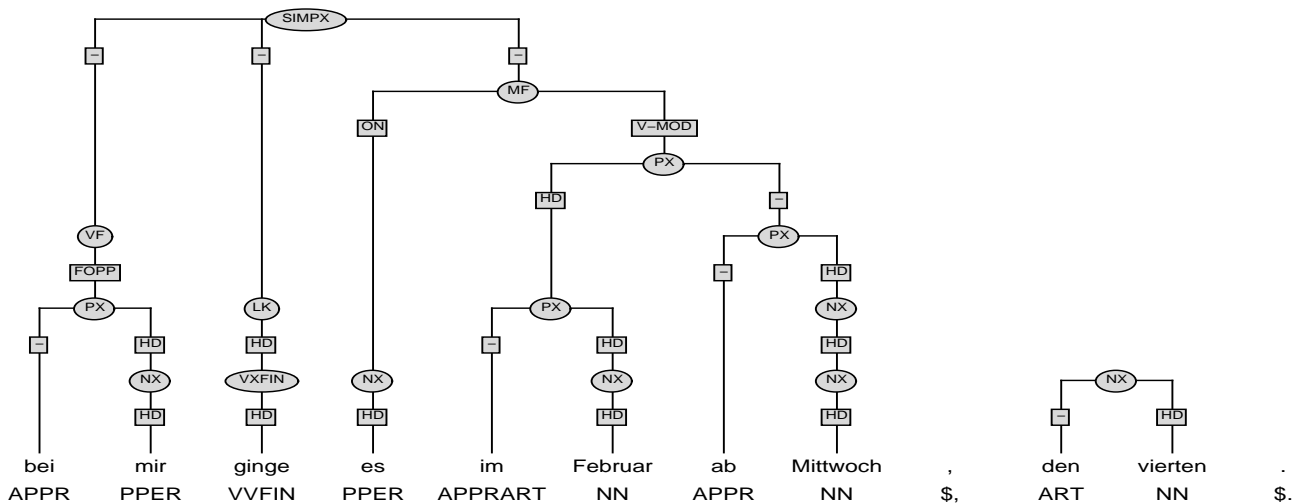 SIMPX
– – –
MF
ON V–MOD
PX
HD –
VF PX
FOPP – HD
PX LK PX NX
– HD HD – HD HD
NX VXFIN NX NX NX NX
HD HD HD HD HD – HD
bei mir ginge es im Februar ab Mittwoch , den vierten .
APPR PPER VVFIN PPER APPRART NN APPR NN $, ART NN $.